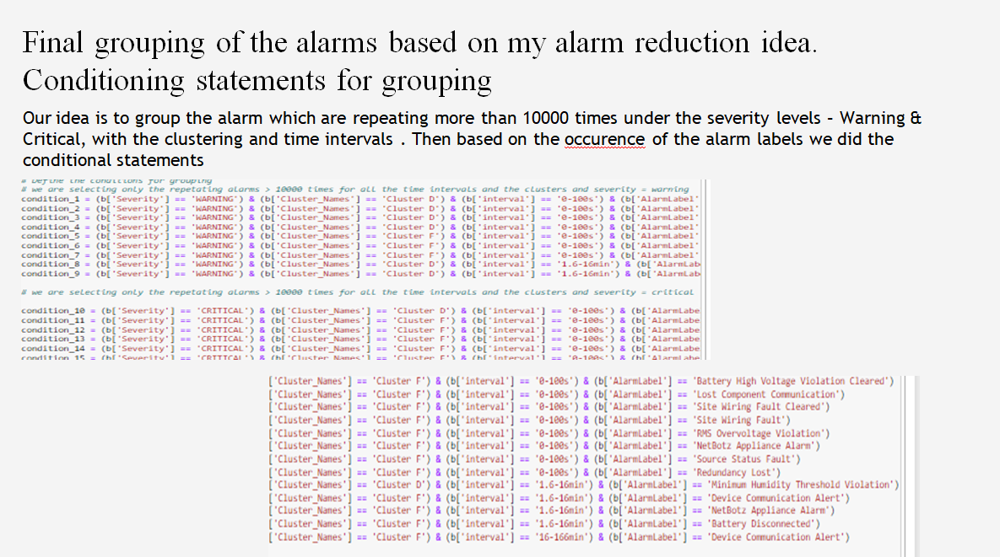 Final grouping of the alarms based on my alarm reduction idea.
Conditioning statements for grouping
Our idea is to group the alarm which are repeating more than 10000 times under the severity levels – Warning &
Critical, with the clustering and time intervals . Then based on the occurence of the alarm labels we did the
conditional statements
# Define the conditions for grouping
# we are selecting only the repetating alarms > 10000 times for all the time intervals and the clusters and severity = warning
condition_1 = (b['Severity'] == 'WARNING') & (b['Cluster_Names'] == 'Cluster D') & (b['interval'] == '0-100s') & (b['AlarmLabel'
condition_2 = (b['Severity'] == 'WARNING') & (b['Cluster_Names'] == 'Cluster D') & (b['interval'] == '0-100s') & (b['AlarmLabel'
condition_3 = (b['Severity'] == 'WARNING') & (b['Cluster_Names'] == 'Cluster D') & (b['interval'] == '0-100s') & (b['AlarmLabel'
condition_4 = (b['Severity'] == 'WARNING') & (b['Cluster_Names'] == 'Cluster D') & (b['interval'] == '0-100s') & (b['AlarmLabel'
condition_5 = (b['Severity'] == 'WARNING') & (b['Cluster_Names'] == 'Cluster F') & (b['interval'] == '0-100s') & (b['AlarmLabel'
condition_6 = (b['Severity'] == 'WARNING') & (b['Cluster_Names'] == 'Cluster F') & (b['interval'] == '0-100s') & (b['AlarmLabel'
condition_7 = (b['Severity'] == 'WARNING') & (b['Cluster_Names'] == 'Cluster F') & (b['interval'] == '0-100s') & (b['AlarmLabel'
condition_8 = (b['Severity'] == 'WARNING') & (b['Cluster_Names'] == 'Cluster D') & (b['interval'] == '1.6-16min') & (b['AlarmLab
condition_9 = (b['Severity'] == 'WARNING') & (b['Cluster_Names'] == 'Cluster D') & (b['interval'] == '1.6-16min') & (b['AlarmLab
# we are selecting only the repetating alarms > 10000 times for all the time intervals and the clusters and severity = critical
condition_10 = (b['Severity'] == 'CRITICAL') & (b['Cluster_Names'] == 'Cluster D') & (b['interval'] == '0-100s') & (b['AlarmLabe
condition_11 = (b['Severity'] == 'CRITICAL') & (b['Cluster_Names'] == 'Cluster F') & (b['interval'] == '0-100s') & (b['AlarmLabe
condition_12 = (b['Severity'] == 'CRITICAL') & (b['Cluster_Names'] == 'Cluster F') & (b['interval'] == '0-100s') & (b['AlarmLabe
condition_13 = (b['Severity'] == 'CRITICAL') & (b['Cluster_Names'] == 'Cluster F') & (b['interval'] == '0-100s') & (b['AlarmLabe
condition_14 = (b['Severity'] == 'CRITICAL') & (b['Cluster_Names'] == 'Cluster F') & (b['interval'] == '0-100s') & (b['AlarmLabe
condition_15 = (b['Severity'] == 'CRITICAL') & (b['Cluster_Names'] == 'Cluster F') & (b['interval'] == '0-100s') & (b['AlarmLabe
['Cluster_Names'] == 'Cluster F') & (b['interval'] == '0-100s') & (b['AlarmLabel'] == 'Battery High Voltage Violation Cleared')
['Cluster_Names'] == 'Cluster F') & (b['interval'] == '0-100s') & (b['AlarmLabel'] == 'Lost Component Communication')
['Cluster_Names'] == 'Cluster F') & (b['interval'] == '0-100s') & (b['AlarmLabel'] == 'Site Wiring Fault Cleared')
['Cluster_Names'] == 'Cluster F') & (b['interval'] == '0-100s') & (b['AlarmLabel'] == 'Site Wiring Fault')
['Cluster_Names'] == 'Cluster F') & (b['interval'] == '0-100s') & (b['AlarmLabel'] == 'RMS Overvoltage Violation')
['Cluster_Names'] == 'Cluster F') & (b['interval'] == '0-100s') & (b['AlarmLabel'] == 'NetBotz Appliance Alarm')
['Cluster_Names'] == 'Cluster F') & (b['interval'] == '0-100s') & (b['AlarmLabel'] == 'Source Status Fault')
['Cluster_Names'] == 'Cluster F') & (b['interval'] == '0-100s') & (b['AlarmLabel'] == 'Redundancy Lost')
['Cluster_Names'] == 'Cluster D') & (b['interval'] == '1.6-16min') & (b['AlarmLabel'] == 'Minimum Humidity Threshold Violation')
['Cluster_Names'] == 'Cluster F') & (b['interval'] == '1.6-16min') & (b['AlarmLabel'] == 'Device Communication Alert')
['Cluster_Names'] == 'Cluster F') & (b['interval'] == '1.6-16min') & (b['AlarmLabel'] == 'NetBotz Appliance Alarm')
['Cluster_Names'] == 'Cluster F') & (b['interval'] == '1.6-16min') & (b['AlarmLabel'] == 'Battery Disconnected')
['Cluster_Names'] == 'Cluster F') & (b['interval'] == '16-166min') & (b['AlarmLabel'] == 'Device Communication Alert')